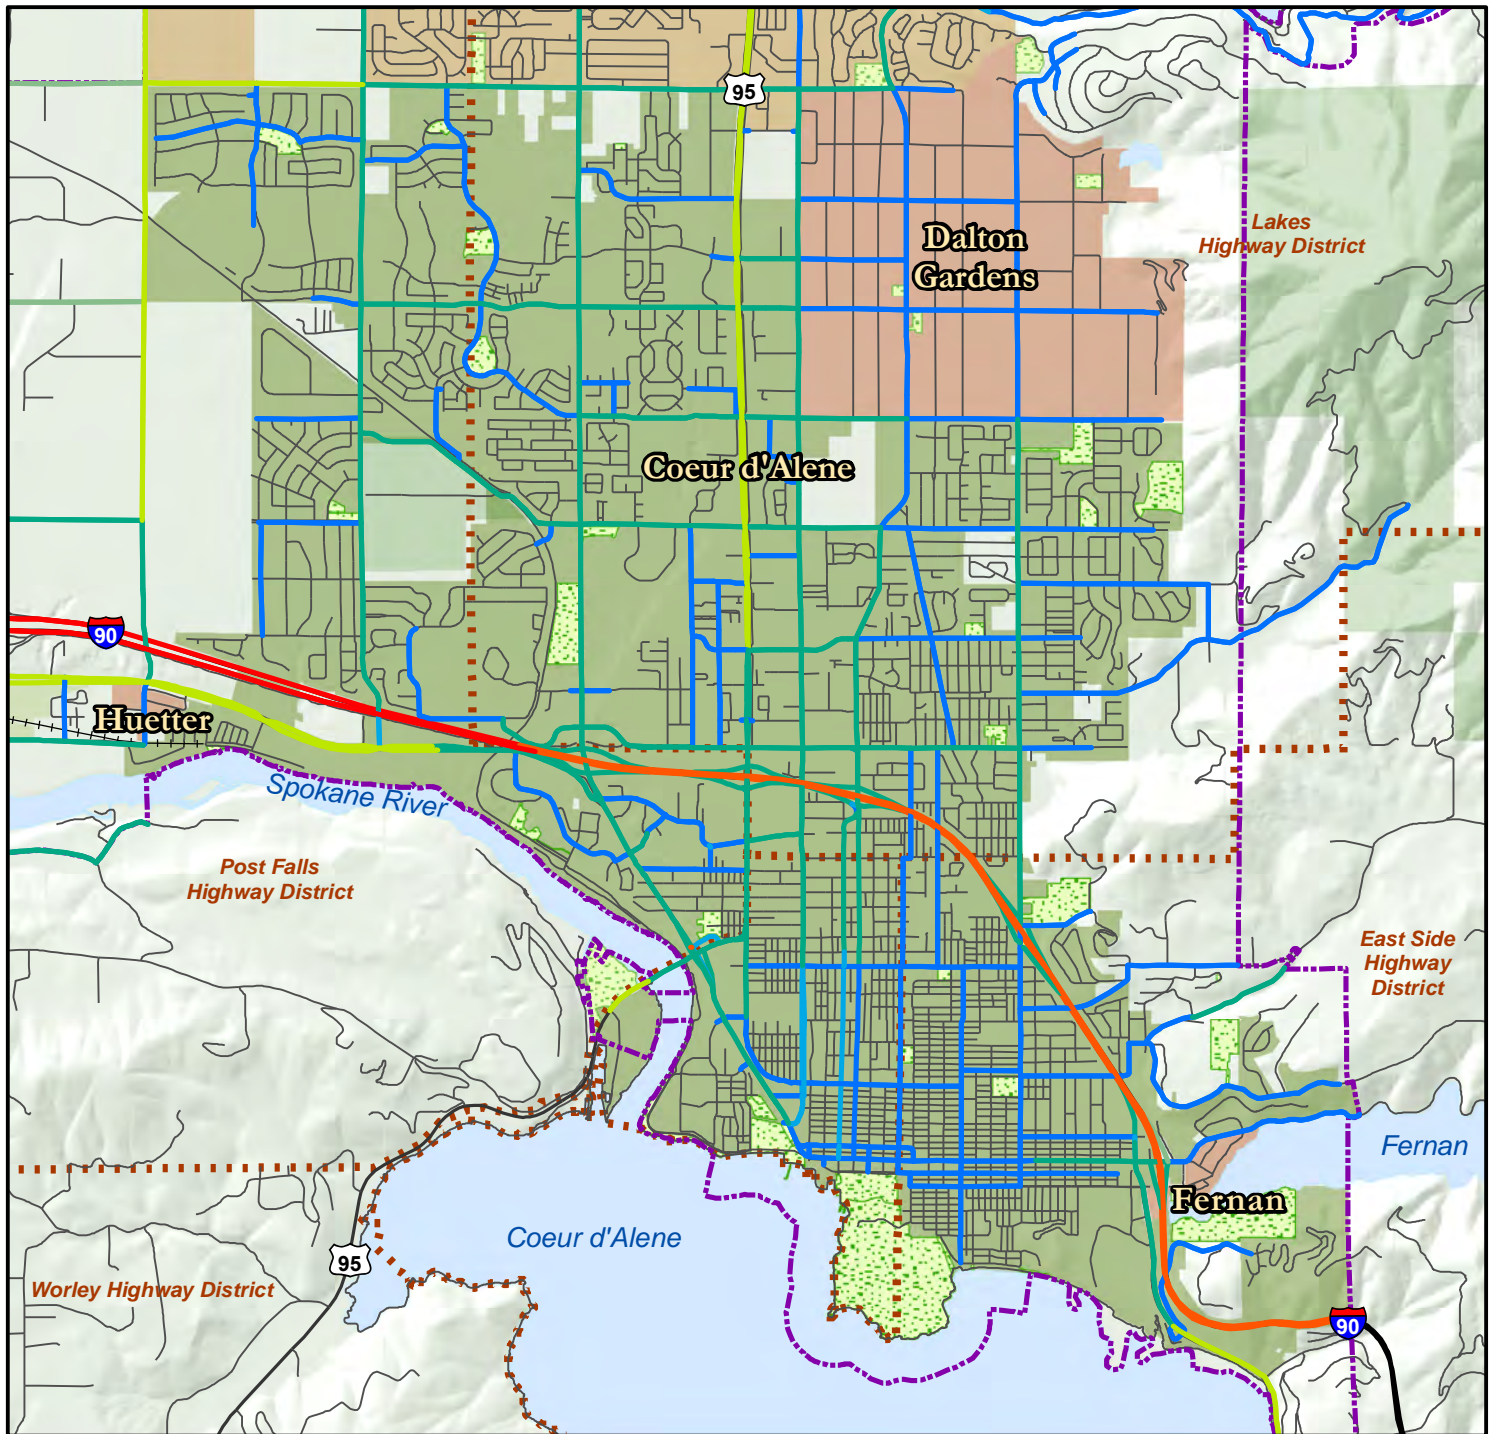 95
Lakes
Highway District
Dalton
Gardens
Coeur d'Alene
90
Huetter
Spokane River
Post Falls
Highway District
East Side
Highway
District
Fernan
Fernan
Coeur d'Alene
95
Worley Highway District
90